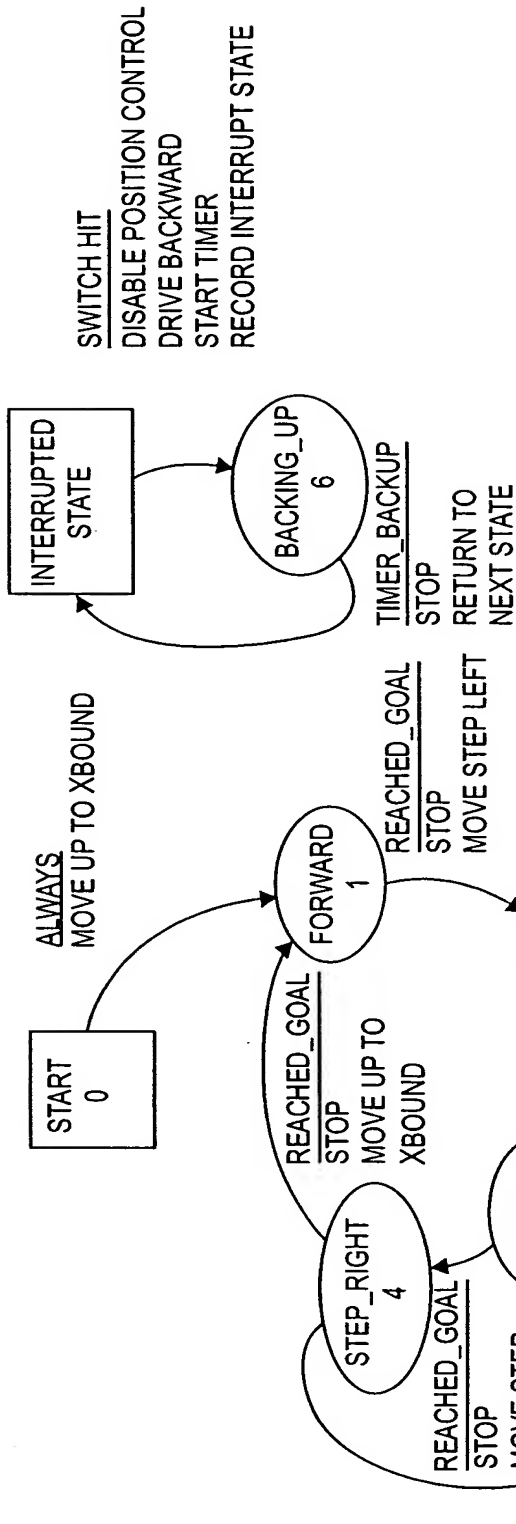 START
0
ALWAYS
MOVE UP TO XBOUND
INTERRUPTED
STATE
SWITCH HIT
DISABLE POSITION CONTROL
DRIVE BACKWARD
START TIMER
RECORD INTERRUPT STATE
BACKING_UP
6
TIMER_BACKUP
STOP
RETURN TO
NEXT STATE
FORWARD
1
REACHED_GOAL
STOP
MOVE STEP LEFT
REACHED_GOAL
STOP
MOVE UP TO
XBOUND
STEP_RIGHT
4
REACHED_GOAL
STOP